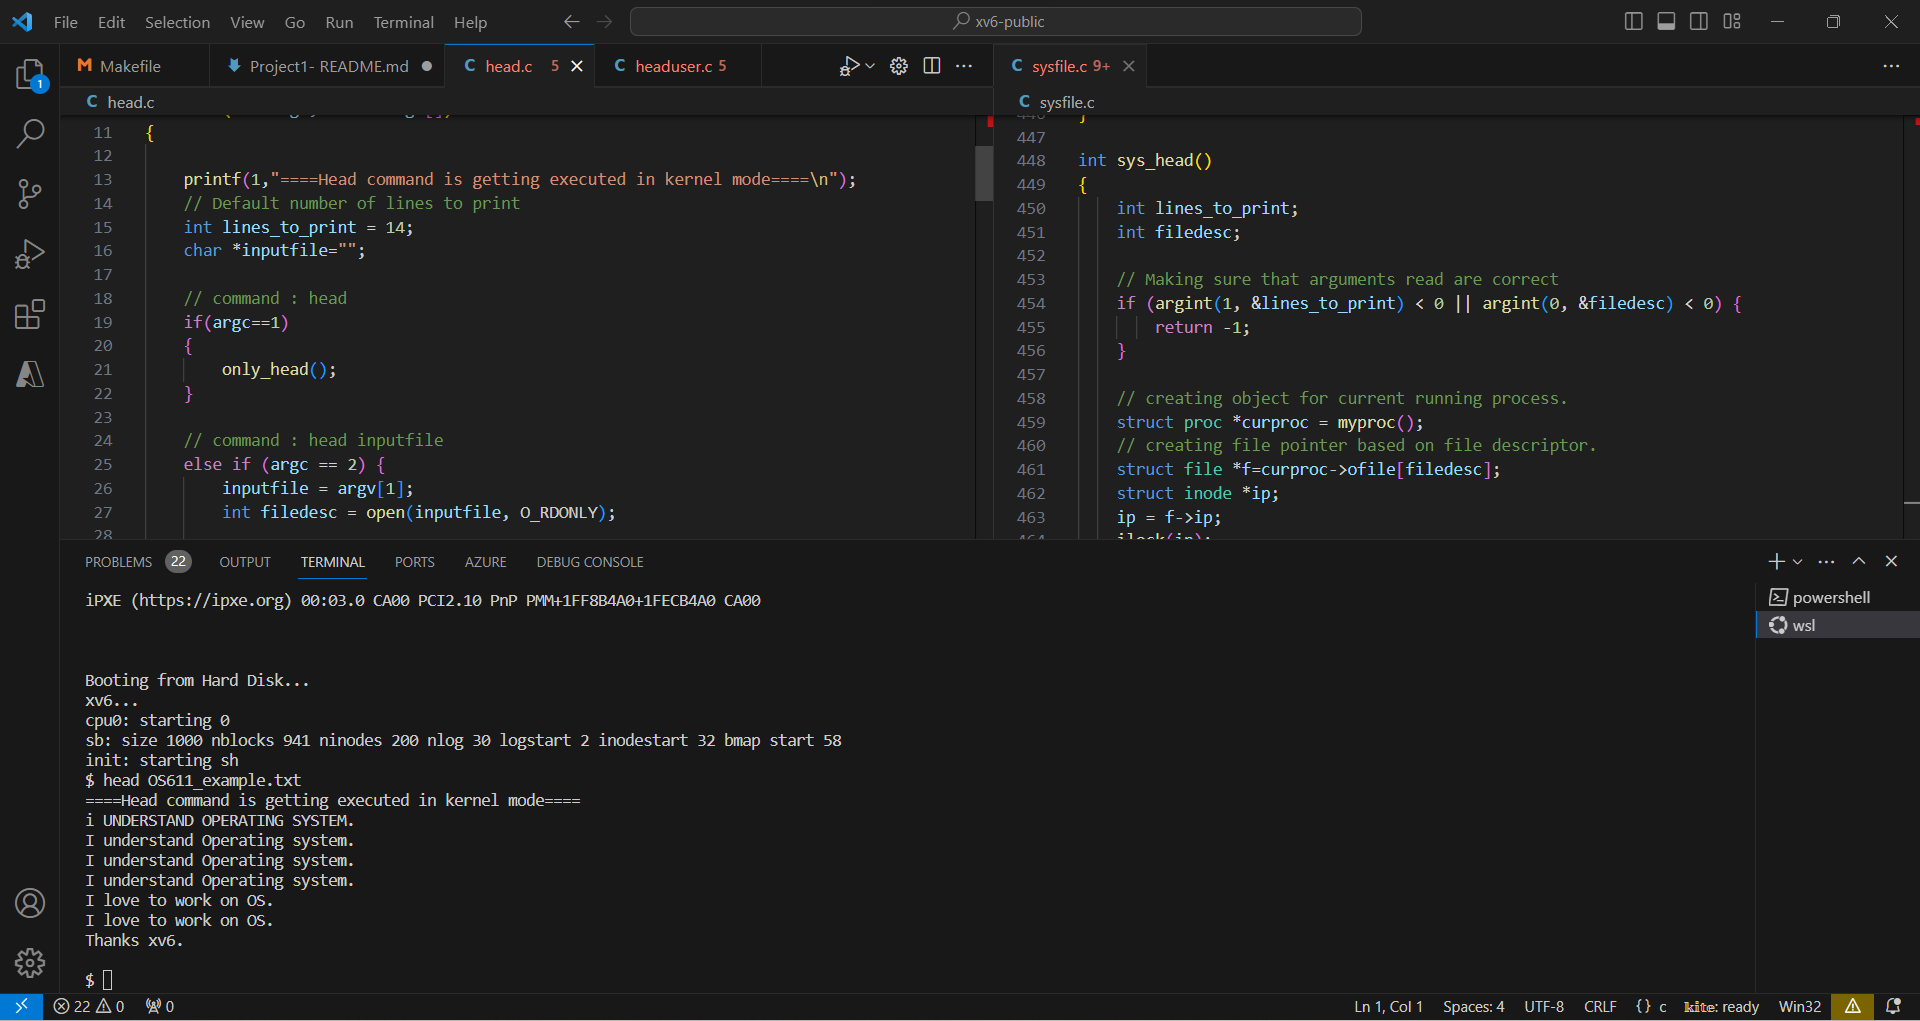 File Edit Selection View Go Run Terminal Help
xv6-public
Makefile
Project1- README.md
C head.c 5
C headuser.c 5
C sysfile.c 9+
C head.c
C sysfile.c
1
11 {
12
13 printf(1,"====Head command is getting executed in kernel mode====\n");
14 // Default number of lines to print
15 int lines_to_print = 14;
16 char *inputfile="";
17
18 // command : head
19 if(argc==1)
20 {
21 only_head();
22 }
23
24 // command : head inputfile
25 else if (argc == 2) {
26 inputfile = argv[1];
27 int filedesc = open(inputfile, O_RDONLY);
28
446 }
447
448 int sys_head()
449 {
450 int lines_to_print;
451 int filedesc;
452
453 // Making sure that arguments read are correct
454 if (argint(1, &lines_to_print) < 0 || argint(0, &filedesc) < 0) {
455 return -1;
456 }
457
458 // creating object for current running process.
459 struct proc *curproc = myproc();
460 // creating file pointer based on file descriptor.
461 struct file *f=curproc->ofile[filedesc];
462 struct inode *ip;
463 ip = f->ip;
464 ilock(ip);
PROBLEMS 22 OUTPUT TERMINAL PORTS AZURE DEBUG CONSOLE
iPXE (https://ipxe.org) 00:03.0 CA00 PCI2.10 PnP PMM+1FF8B4A0+1FECB4A0 CA00
Booting from Hard Disk...
xv6...
cpu0: starting 0
sb: size 1000 nblocks 941 ninodes 200 nlog 30 logstart 2 inodestart 32 bmap start 58
init: starting sh
$ head OS611_example.txt
====Head command is getting executed in kernel mode====
i UNDERSTAND OPERATING SYSTEM.
I understand Operating system.
I understand Operating system.
I understand Operating system.
I love to work on OS.
I love to work on OS.
Thanks xv6.
$
powershell
wsl
22 0 0
Ln 1, Col 1 Spaces: 4 UTF-8 CRLF {} c kite: ready Win32